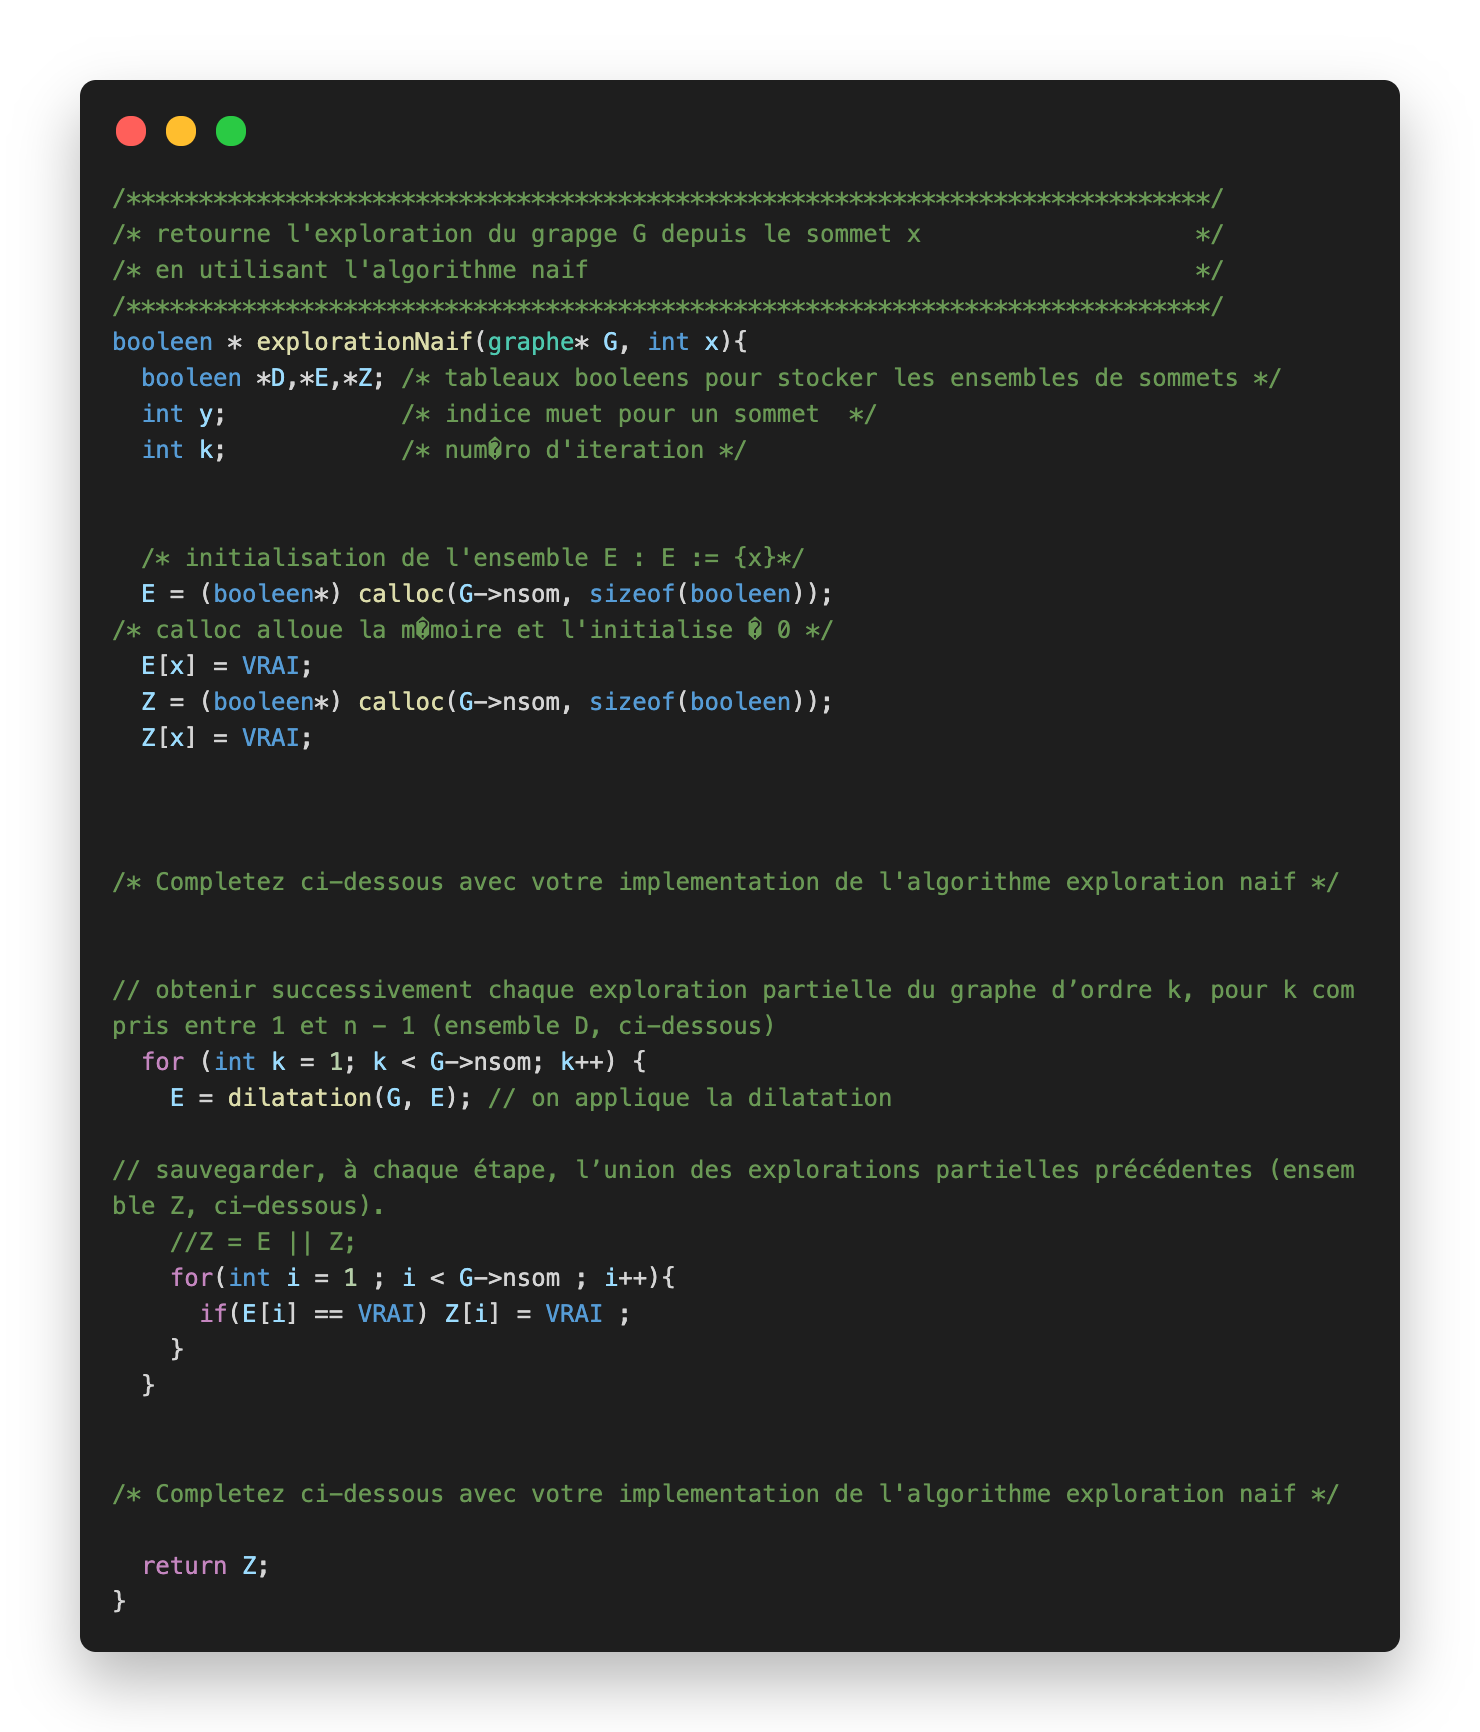 /***************************************************************************/
/* retourne l'exploration du grapge G depuis le sommet x                   */
/* en utilisant l'algorithme naif                                          */
/***************************************************************************/
booleen * explorationNaif(graphe* G, int x){
  booleen *D,*E,*Z; /* tableaux booleens pour stocker les ensembles de sommets */
  int y;            /* indice muet pour un sommet  */
  int k;            /* num�ro d'iteration */
  /* initialisation de l'ensemble E : E := {x}*/
  E = (booleen*) calloc(G->nsom, sizeof(booleen));
/* calloc alloue la m�moire et l'initialise � 0 */
  E[x] = VRAI;
  Z = (booleen*) calloc(G->nsom, sizeof(booleen));
  Z[x] = VRAI;
/* Completez ci-dessous avec votre implementation de l'algorithme exploration naif */
// obtenir successivement chaque exploration partielle du graphe d’ordre k, pour k com
pris entre 1 et n - 1 (ensemble D, ci-dessous)
  for (int k = 1; k < G->nsom; k++) {
    E = dilatation(G, E); // on applique la dilatation
// sauvegarder, à chaque étape, l’union des explorations partielles précédentes (ensem
ble Z, ci-dessous).
    //Z = E || Z;
    for(int i = 1 ; i < G->nsom ; i++){
      if(E[i] == VRAI) Z[i] = VRAI ;
    }
  }
/* Completez ci-dessous avec votre implementation de l'algorithme exploration naif */
  return Z;
}